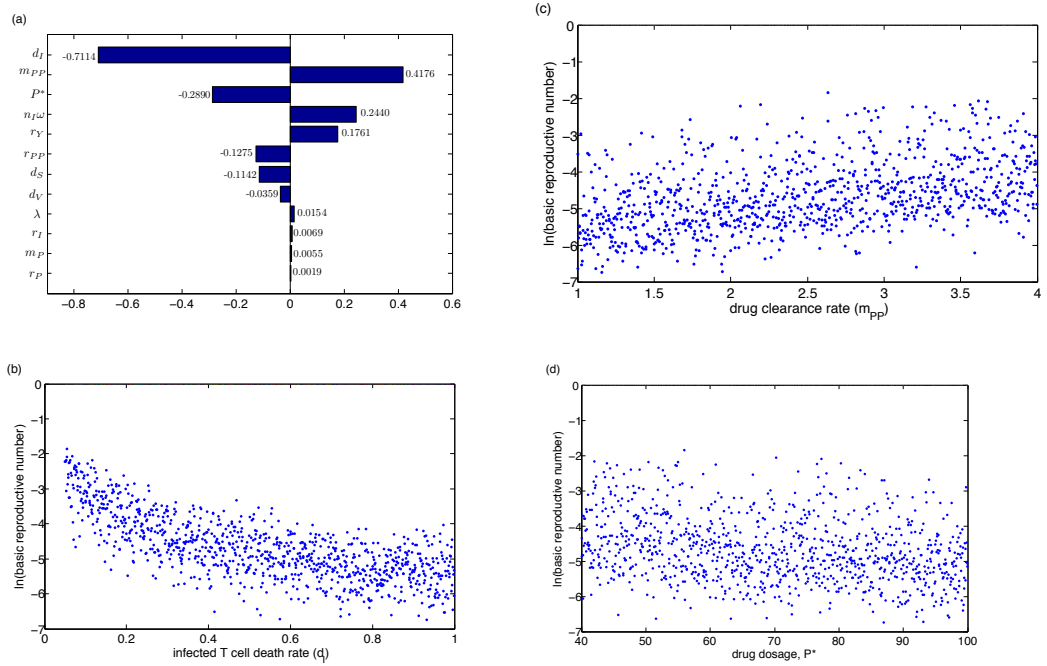 (a)
d_I
-0.7114
m_PP
0.4176
P*
-0.2890
n_Iω
0.2440
r_Y
0.1761
r_PP
-0.1275
d_S
-0.1142
d_V
-0.0359
λ
0.0154
r_I
0.0069
m_P
0.0055
r_P
0.0019
−0.8 −0.6 −0.4 −0.2 0 0.2 0.4 0.6
(c)
ln(basic reproductive number)
0
−1
−2
−3
−4
−5
−6
−7
1 1.5 2 2.5 3 3.5 4
drug clearance rate (m_PP)
(b)
ln(basic reproductive number)
0
−1
−2
−3
−4
−5
−6
−7
0 0.2 0.4 0.6 0.8 1
infected T cell death rate (d_I)
(d)
ln(basic reproductive number)
0
−1
−2
−3
−4
−5
−6
−7
40 50 60 70 80 90 100
drug dosage, P*